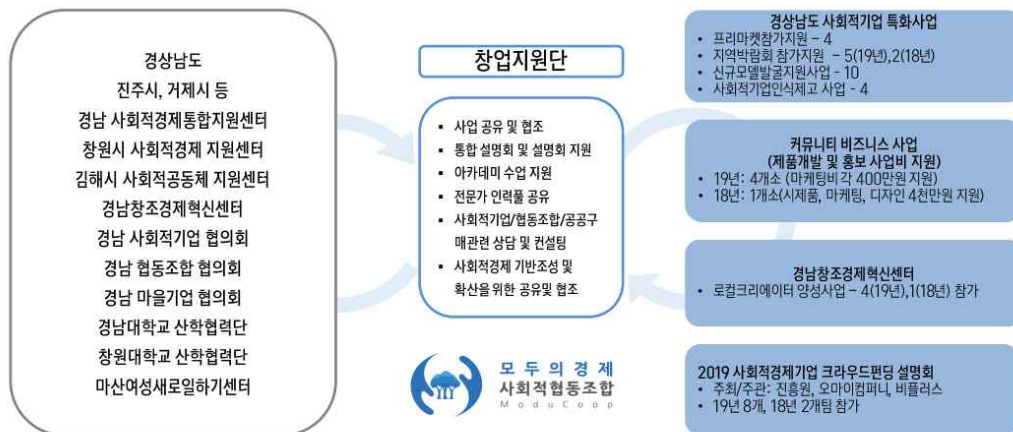 경상남도
진주시, 거제시 등
경남 사회적경제통합지원센터
창원시 사회적경제 지원센터
김해시 사회적공동체 지원센터
경남창조경제혁신센터
경남 사회적기업 협의회
경남 협동조합 협의회
경남 마을기업 협의회
경남대학교 산학협력단
창원대학교 산학협력단
마산여성새로일하기센터
창업지원단
▪ 사업 공유 및 협조
▪ 통합 설명회 및 설명회 지원
▪ 아카데미 수업 지원
▪ 전문가 인력풀 공유
▪ 사회적기업/협동조합/공공구
매관련 상담 및 컨설팅
▪ 사회적경제 기반조성 및
확산을 위한 공유및 협조
모두의경제
사회적협동조합
ModuCoop
경상남도 사회적기업 특화사업
• 프리마켓참가지원 – 4
• 지역박람회 참가지원 – 5(19년),2(18년)
• 신규모델발굴지원사업 - 10
• 사회적기업인식제고 사업 - 4
커뮤니티 비즈니스 사업
(제품개발 및 홍보 사업비 지원)
• 19년: 4개소 (마케팅비 각 400만원 지원)
• 18년: 1개소(시제품, 마케팅, 디자인 4천만원 지원)
경남창조경제혁신센터
• 로컬크리에이터 양성사업 – 4(19년),1(18년) 참가
2019 사회적경제기업 크라우드펀딩 설명회
• 주최/주관: 진흥원, 오마이컴퍼니, 비플러스
• 19년 8개, 18년 2개팀 참가